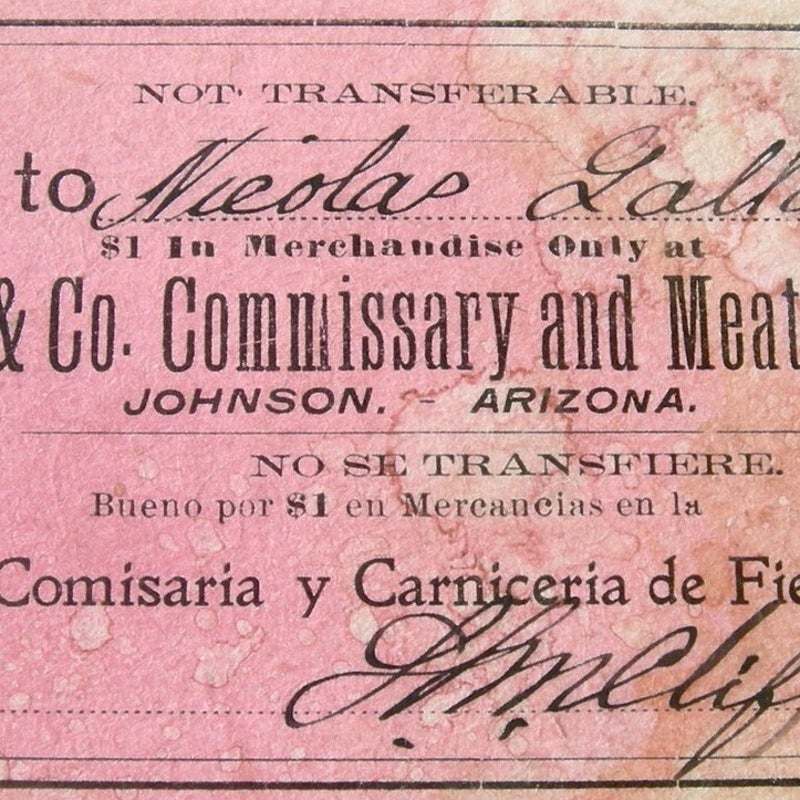 NOT TRANSFERABLE.
to Nicolas Gall
$1 In Merchandise Only at
& Co. Commissary and Meat
JOHNSON. - ARIZONA.
NO SE TRANSFIERE.
Bueno por $1 en Mercancias en la
Comisaria y Carniceria de Fie